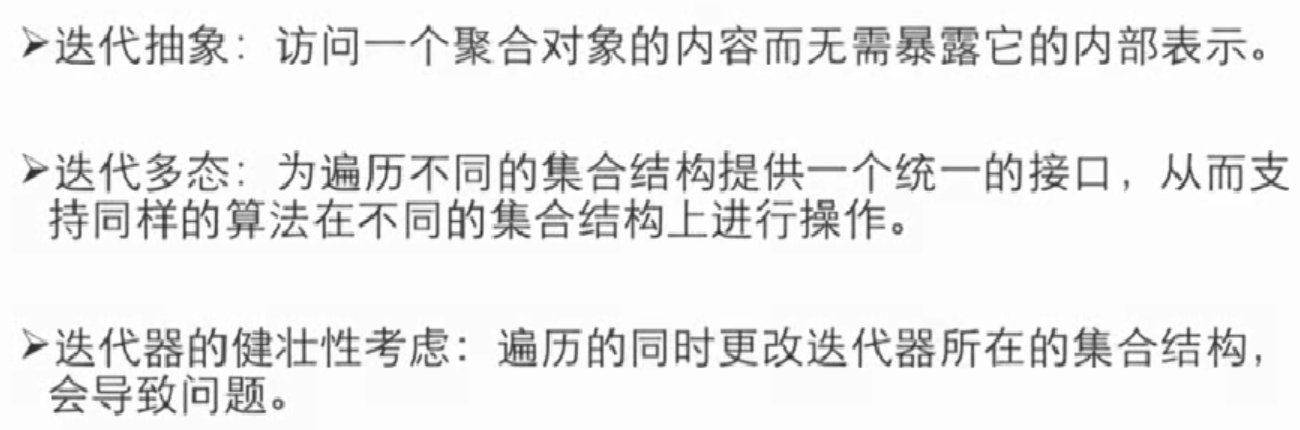 ➢迭代抽象：访问一个聚合对象的内容而无需暴露它的内部表示。
➢迭代多态：为遍历不同的集合结构提供一个统一的接口，从而支
持同样的算法在不同的集合结构上进行操作。
➢迭代器的健壮性考虑：遍历的同时更改迭代器所在的集合结构，
会导致问题。